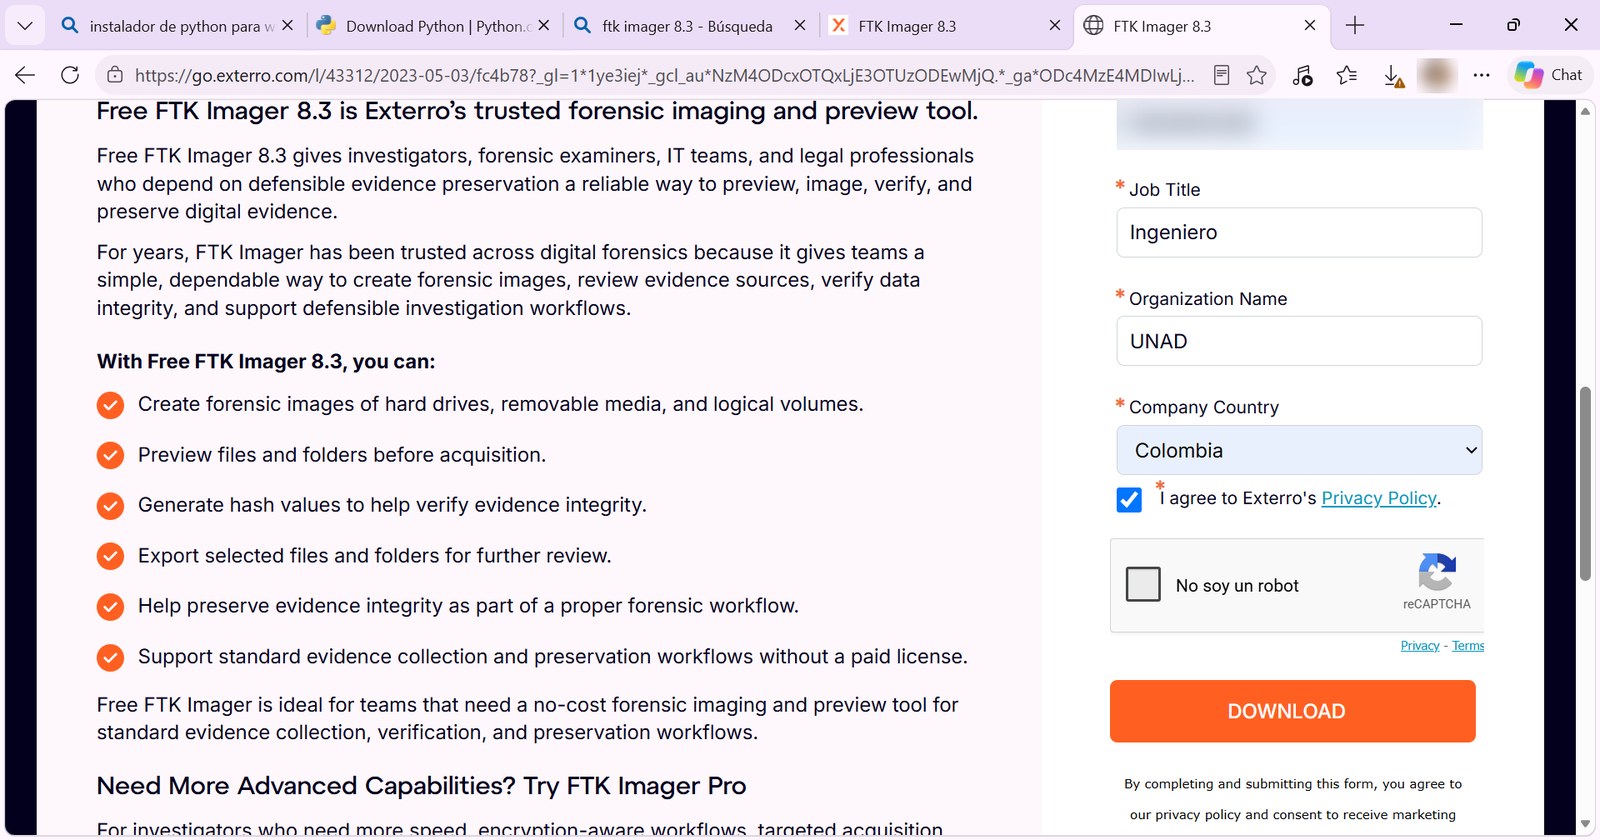 instalador de python para w
Download Python | Python.o
ftk imager 8.3 - Búsqueda
FTK Imager 8.3
FTK Imager 8.3
https://go.exterro.com/l/43312/2023-05-03/fc4b78?_gl=1*1ye3iej*_gcl_au*NzM4ODcxOTQxLjE3OTUzODEwMjQ.*_ga*ODc4MzE4MDIwLj...
Chat
Free FTK Imager 8.3 is Exterro’s trusted forensic imaging and preview tool.
Free FTK Imager 8.3 gives investigators, forensic examiners, IT teams, and legal professionals
who depend on defensible evidence preservation a reliable way to preview, image, verify, and
preserve digital evidence.
For years, FTK Imager has been trusted across digital forensics because it gives teams a
simple, dependable way to create forensic images, review evidence sources, verify data
integrity, and support defensible investigation workflows.
With Free FTK Imager 8.3, you can:
Create forensic images of hard drives, removable media, and logical volumes.
Preview files and folders before acquisition.
Generate hash values to help verify evidence integrity.
Export selected files and folders for further review.
Help preserve evidence integrity as part of a proper forensic workflow.
Support standard evidence collection and preservation workflows without a paid license.
Free FTK Imager is ideal for teams that need a no-cost forensic imaging and preview tool for
standard evidence collection, verification, and preservation workflows.
Need More Advanced Capabilities? Try FTK Imager Pro
For investigators who need more speed, encryption-aware workflows, targeted acquisition
* Job Title
Ingeniero
* Organization Name
UNAD
* Company Country
Colombia
* I agree to Exterro's Privacy Policy.
No soy un robot
reCAPTCHA
Privacy - Terms
DOWNLOAD
By completing and submitting this form, you agree to
our privacy policy and consent to receive marketing